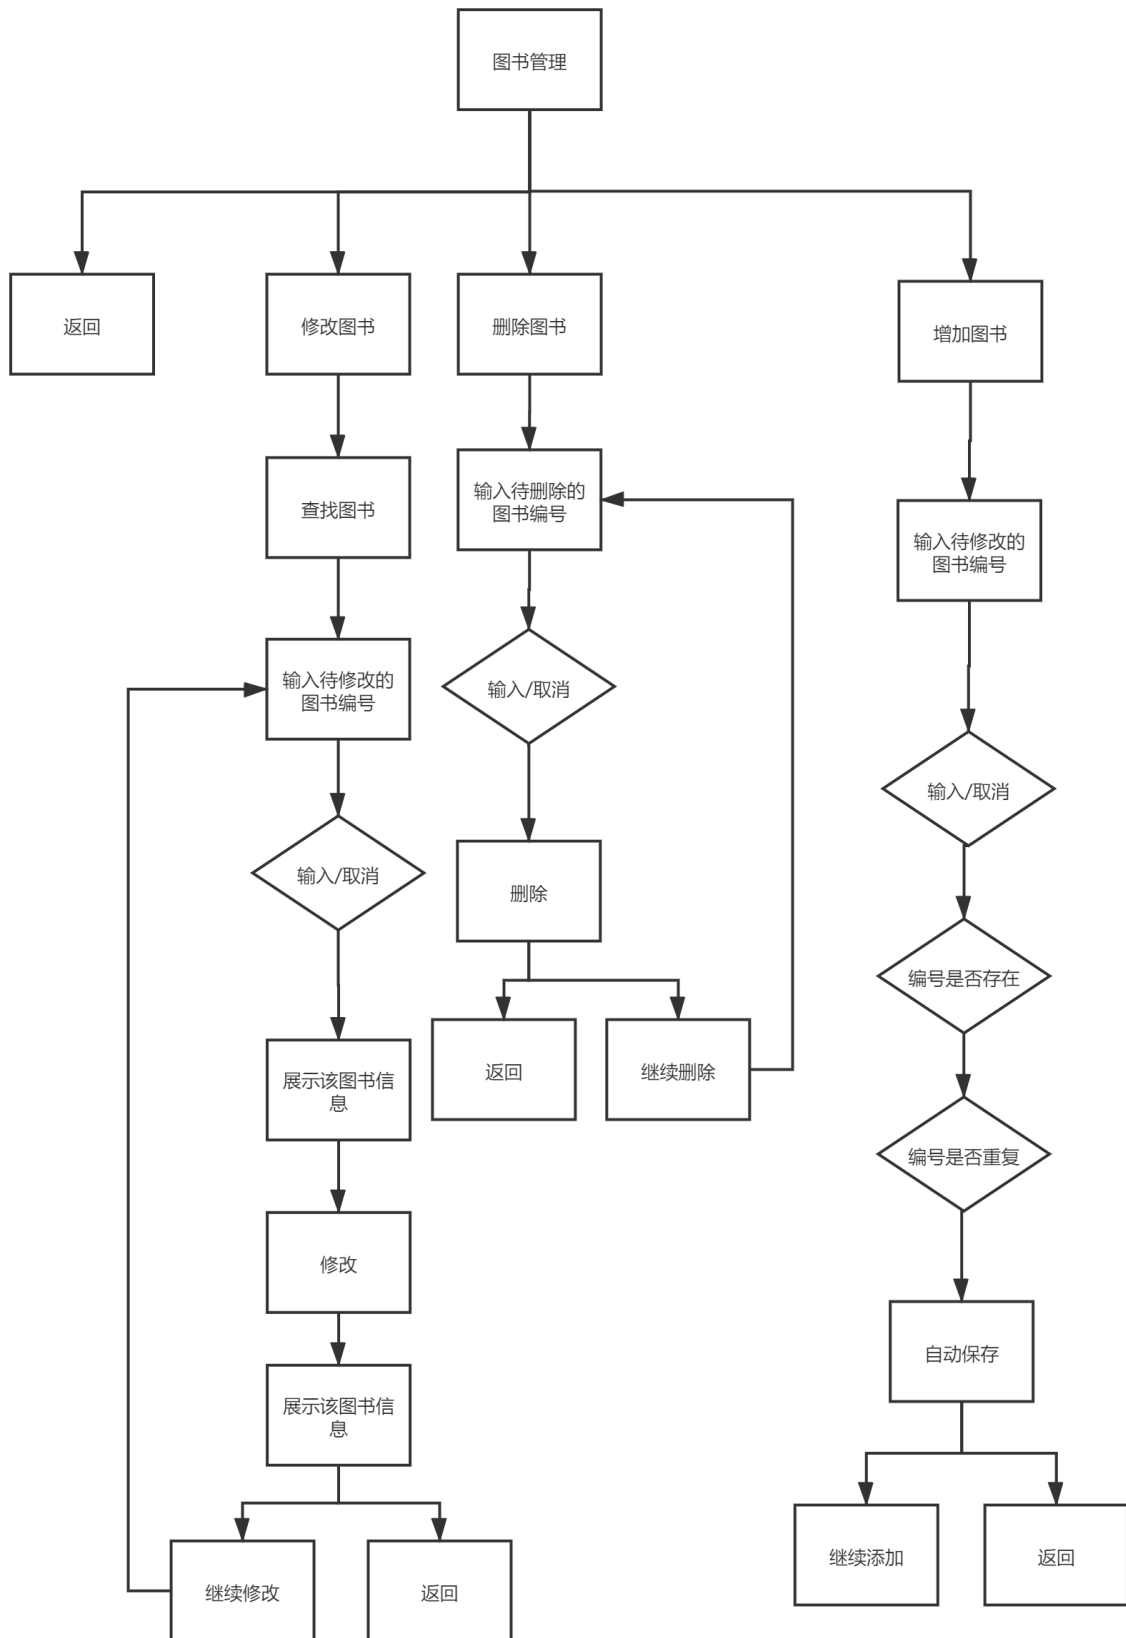 图书管理
返回
修改图书
删除图书
增加图书
查找图书
输入待删除的
图书编号
输入待修改的
图书编号
输入待修改的
图书编号
输入/取消
输入/取消
输入/取消
删除
编号是否存在
展示该图书信
息
返回
继续删除
编号是否重复
修改
自动保存
展示该图书信
息
继续添加
返回
继续修改
返回